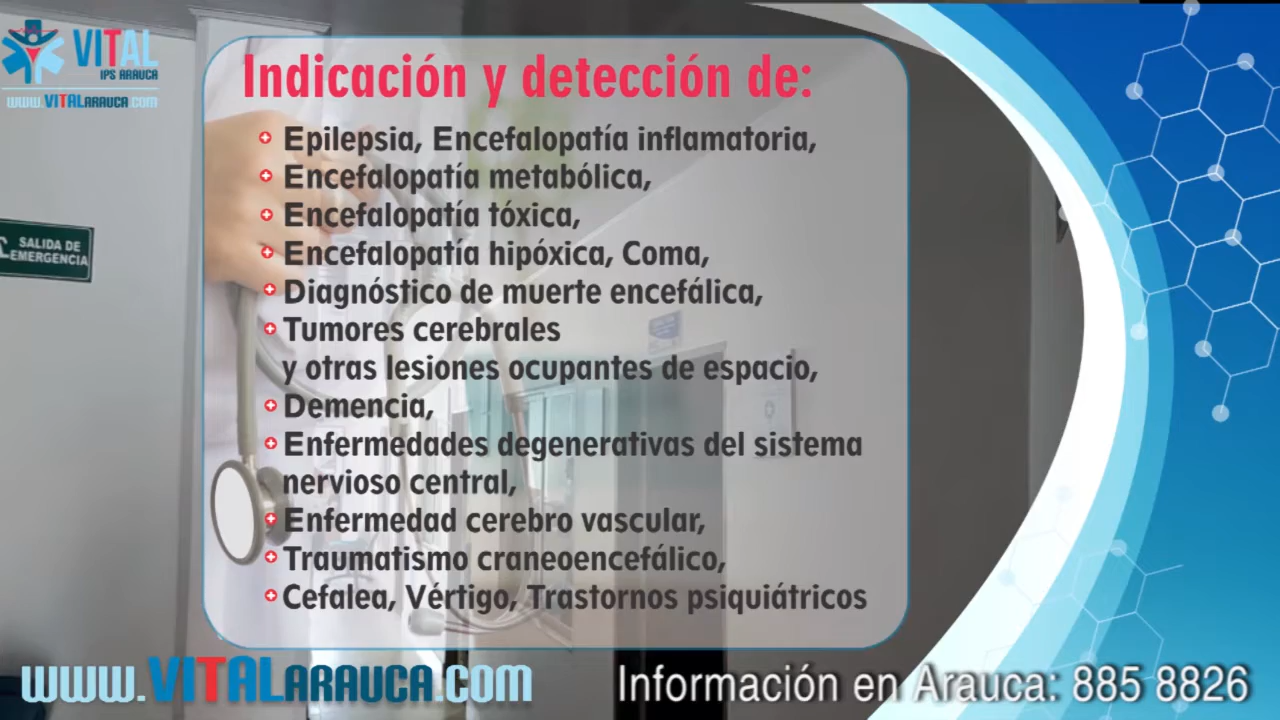 VITAL
IPS ARAUCA
www.VITALARAUCA.com
Indicación y detección de:
Epilepsia, Encefalopatía inflamatoria,
Encefalopatía metabólica,
Encefalopatía tóxica,
Encefalopatía hipóxica, Coma,
Diagnóstico de muerte encefálica,
Tumores cerebrales
y otras lesiones ocupantes de espacio,
Demencia,
Enfermedades degenerativas del sistema
nervioso central,
Enfermedad cerebro vascular,
Traumatismo craneoencefálico,
Cefalea, Vértigo, Trastornos psiquiátricos
SALIDA DE
EMERGENCIA
www.VITALARAUCA.com
Información en Arauca: 885 8826